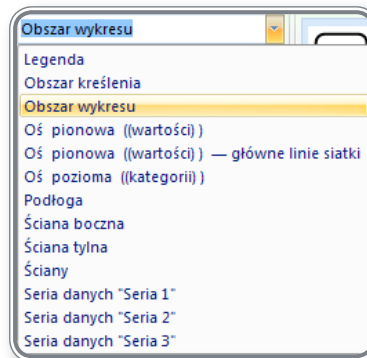 Obszar wykresu
Legenda
Obszar kreślenia
Obszar wykresu
Oś pionowa ((wartości) )
Oś pionowa ((wartości) ) — główne linie siatki
Oś pozioma ((kategorii) )
Podłoga
Ściana boczna
Ściana tylna
Ściany
Seria danych "Seria 1"
Seria danych "Seria 2"
Seria danych "Seria 3"